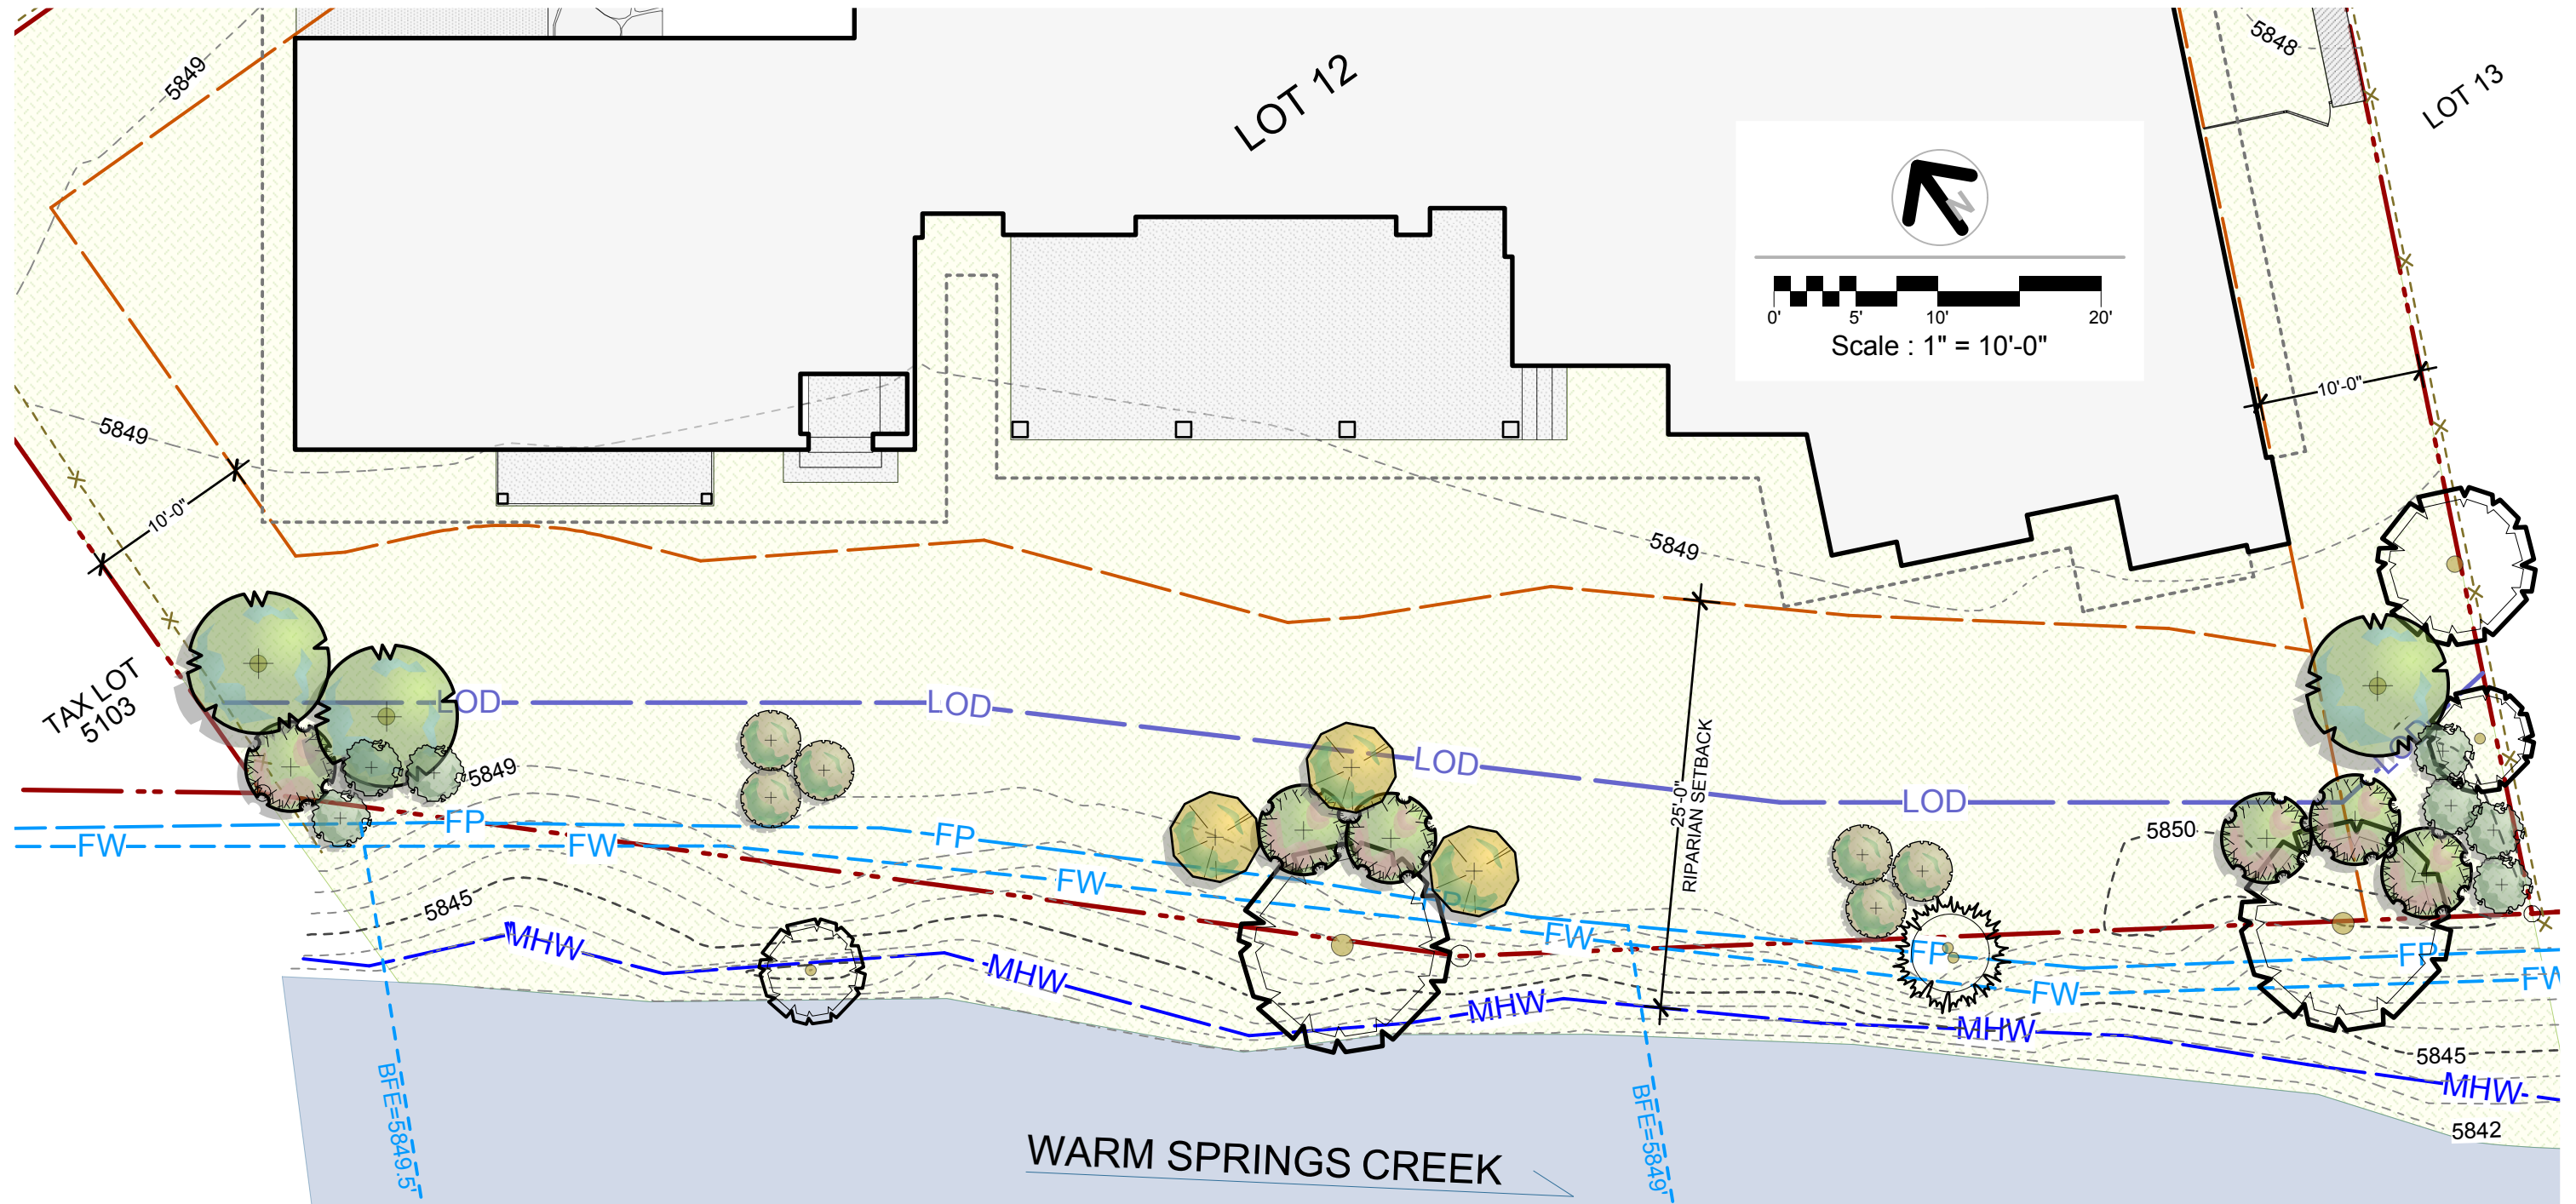 5849
LOT 12
5848
LOT 13
N
0' 5' 10' 20'
Scale : 1" = 10'-0"
10'-0"
5849
10'-0"
5849
TAX LOT
5103
LOD
LOD
LOD
LOD
LOD
25'-0"
RIPARIAN SETBACK
5849
5850
FP
FP
FP
FP
FP
FW
FW
FW
FW
FW
FW
5845
MHW
MHW
MHW
MHW
MHW
5845
5842
BFE=5849.5'
BFE=5849'
WARM SPRINGS CREEK